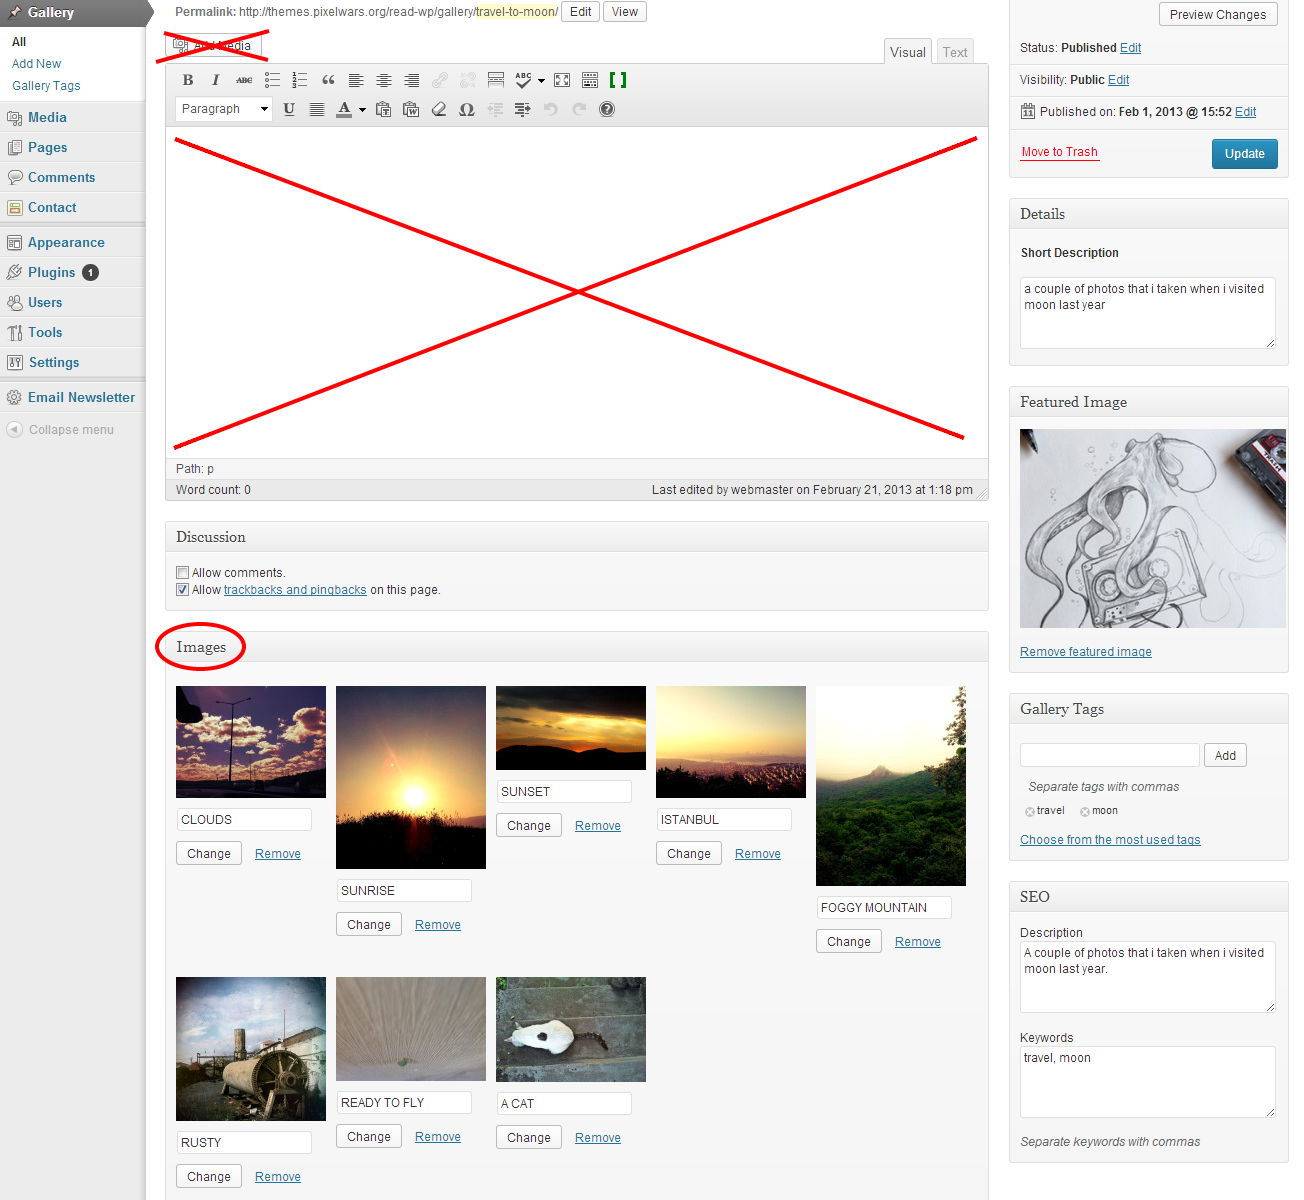 Gallery
All
Add New
Gallery Tags
Media
Pages
Comments
Contact
Appearance
Plugins 1
Users
Tools
Settings
Email Newsletter
Collapse menu
Permalink: http://themes.pixelwars.org/read-wp/gallery/travel-to-moon/ Edit View
Add Media
Visual Text
B I ABC ABC
Paragraph U A
Path: p
Word count: 0 Last edited by webmaster on February 21, 2013 at 1:18 pm
Discussion
Allow comments.
Allow trackbacks and pingbacks on this page.
Images
CLOUDS
Change Remove
SUNRISE
Change Remove
SUNSET
Change Remove
ISTANBUL
Change Remove
FOGGY MOUNTAIN
Change Remove
RUSTY
Change Remove
READY TO FLY
Change Remove
A CAT
Change Remove
Preview Changes
Status: Published Edit
Visibility: Public Edit
11 Published on: Feb 1, 2013 @ 15:52 Edit
Move to Trash Update
Details
Short Description
a couple of photos that i taken when i visited
moon last year
Featured Image
Remove featured image
Gallery Tags
Add
Separate tags with commas
travel moon
Choose from the most used tags
SEO
Description
A couple of photos that i taken when i visited
moon last year.
Keywords
travel, moon
Separate keywords with commas